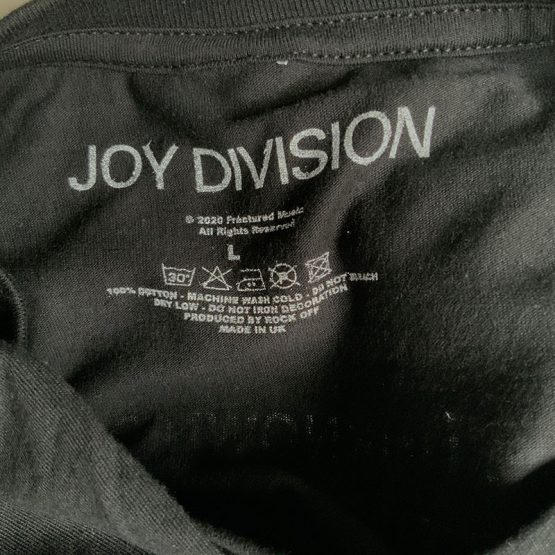 JOY DIVISION
© 2020 Fractured Music
All Rights Reserved
L
30°
100% COTTON - MACHINE WASH COLD - DO NOT BLEACH
DRY LOW - DO NOT IRON DECORATION
PRODUCED BY ROCK OFF
MADE IN UK